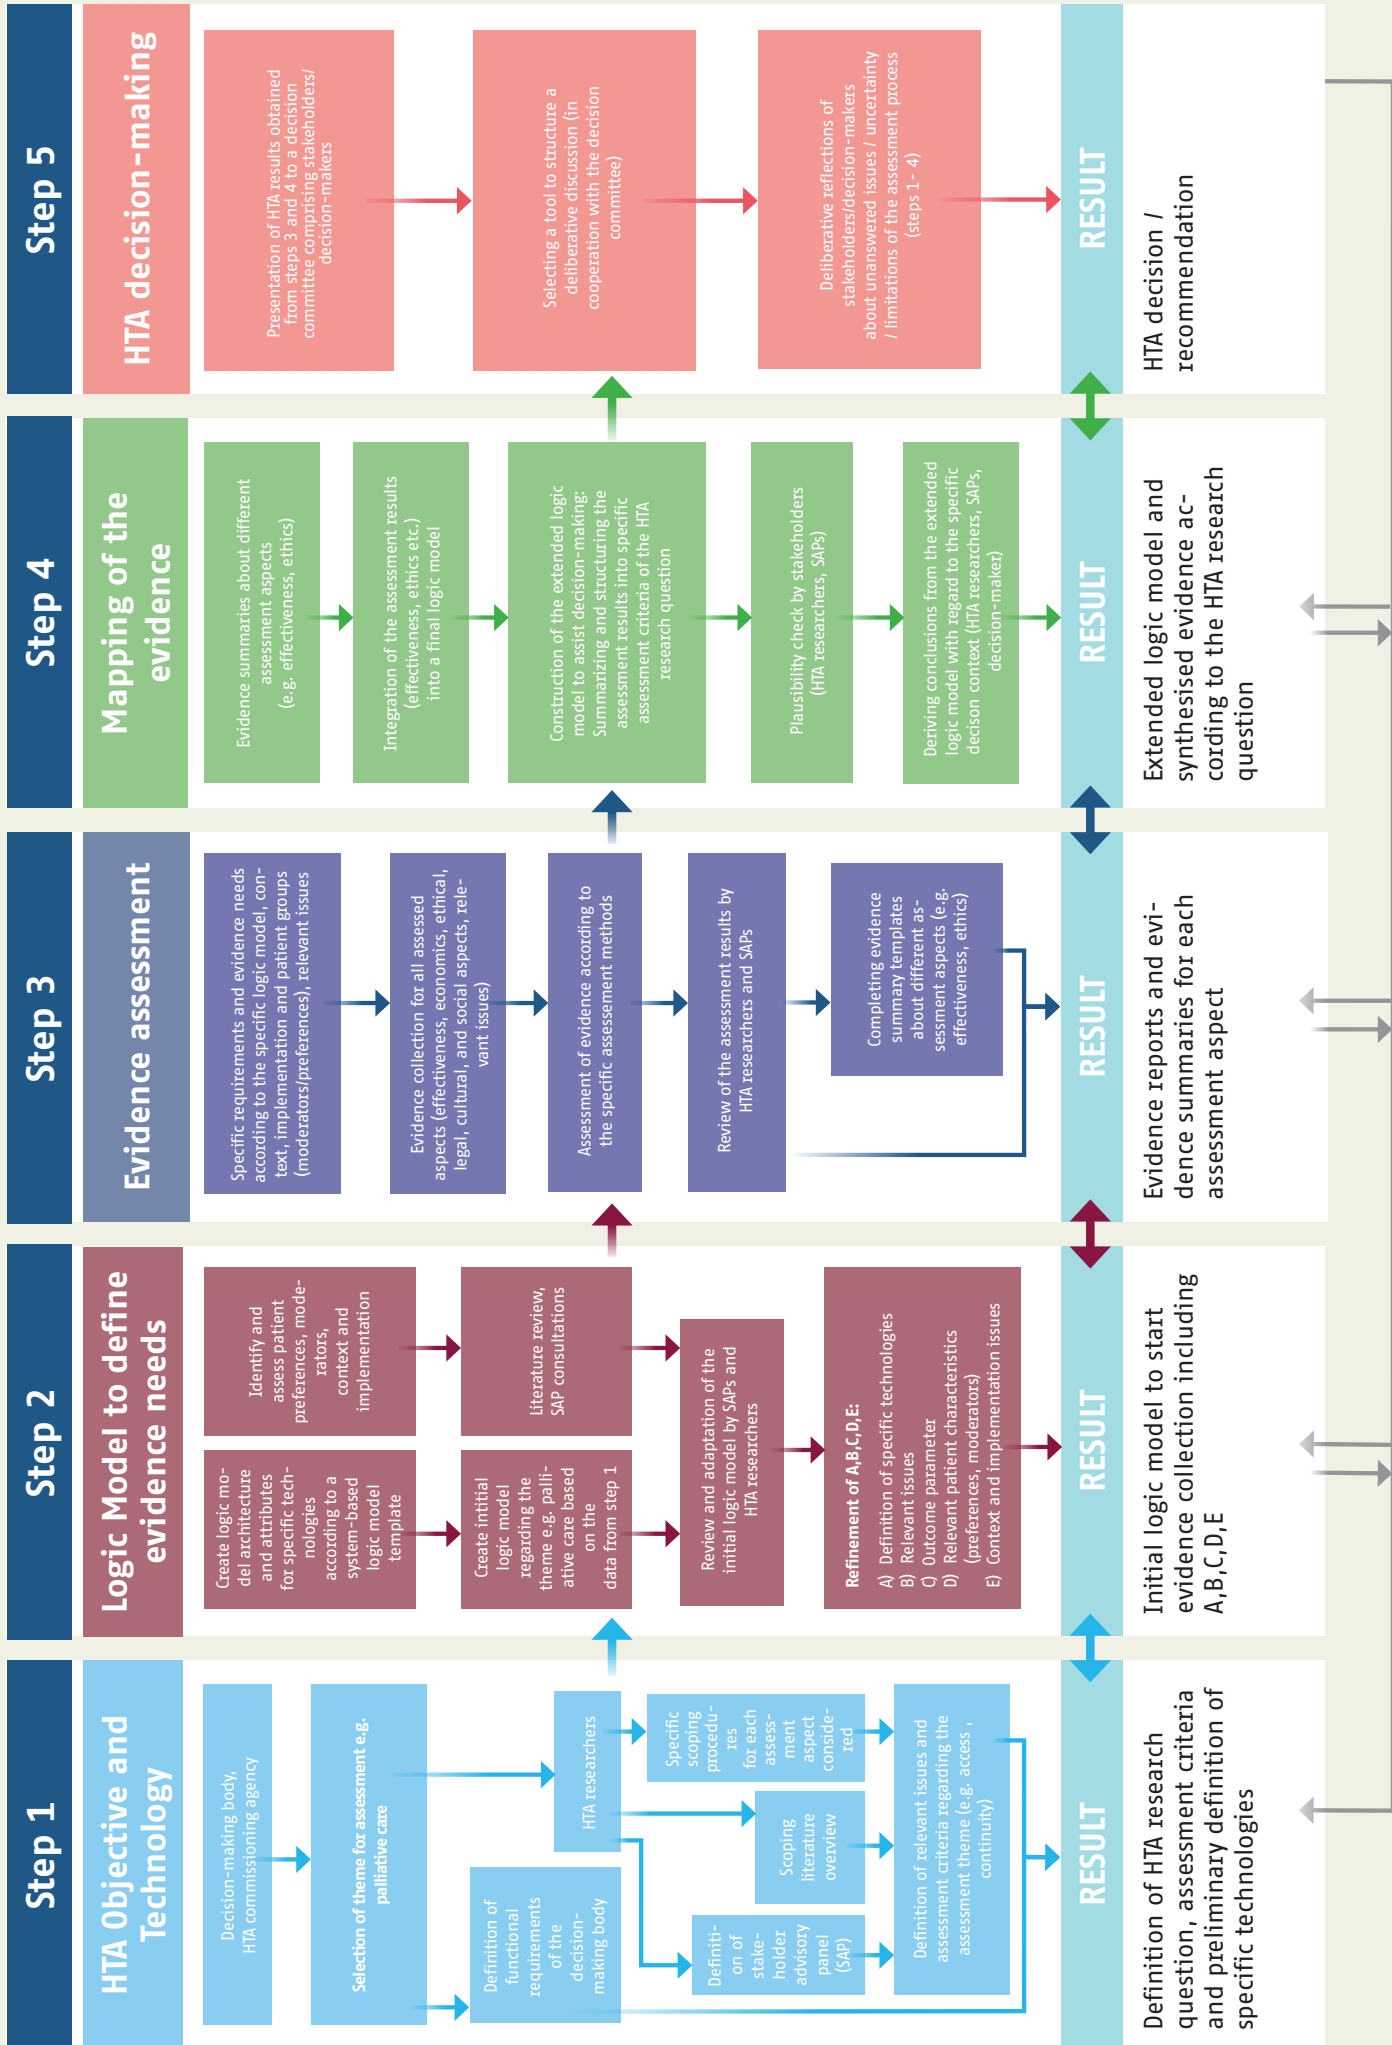 Step 1
HTA Objective and
Technology
Decision-making body,
HTA commissioning agency
Selection of theme for assessment e.g.
palliative care
Definition of
functional
requirements
of the
decision-
making body
HTA researchers
Definiti-
on of
stake-
holder
advisory
panel
(SAP)
Scoping
literature
overview
Specific
scoping
procedu-
res
for each
assess-
ment
aspect
conside-
red
Definition of relevant issues and
assessment criteria regarding the
assessment theme (e.g. access ,
continuity)
RESULT
Definition of HTA research
question, assessment criteria
and preliminary definition of
specific technologies
Step 2
Logic Model to define
evidence needs
Create logic mo-
del architecture
and attributes
for specific tech-
nologies
according to a
system-based
logic model
template
Identify and
assess patient
preferences, mode-
rators,
context and
implementation
Create intitial
logic model
regarding the
theme e.g. palli-
ative care based
on the
data from step 1
Literature review,
SAP consultations
Review and adaptation of the
initial logic model by SAPs and
HTA researchers
Refinement of A,B,C,D,E:
A) Definition of specific technologies
B) Relevant issues
C) Outcome parameter
D) Relevant patient characteristics
(preferences, moderators)
E) Context and implementation issues
RESULT
Initial logic model to start
evidence collection including
A,B,C,D,E
Step 3
Evidence assessment
Specific requirements and evidence needs
according to the specific logic model, con-
text, implementation and patient groups
(moderators/preferences), relevant issues
Evidence collection for all assessed
aspects (effectiveness, economics, ethical,
legal, cultural, and social aspects, rele-
vant issues)
Assessment of evidence according to
the specific assessment methods
Review of the assessment results by
HTA researchers and SAPs
Completing evidence
summary templates
about different as-
sessment aspects (e.g.
effectiveness, ethics)
RESULT
Evidence reports and evi-
dence summaries for each
assessment aspect
Step 4
Mapping of the
evidence
Evidence summaries about different
assessment aspects
(e.g. effectiveness, ethics)
Integration of the assessment results
(effectiveness, ethics etc.)
into a final logic model
Construction of the extended logic
model to assist decision-making:
Summarizing and structuring the
assessment results into specific
assessment criteria of the HTA
research question
Plausibility check by stakeholders
(HTA researchers, SAPs)
Deriving conclusions from the extended
logic model with regard to the specific
decison context (HTA researchers, SAPs,
decision-maker)
RESULT
Extended logic model and
synthesised evidence ac-
cording to the HTA research
question
Step 5
HTA decision-making
Presentation of HTA results obtained
from steps 3 and 4 to a decision
committee comprising stakeholders/
decision-makers
Selecting a tool to structure a
deliberative discussion (in
cooperation with the decision
committee)
Deliberative reflections of
stakeholders/decision-makers
about unanswered issues / uncertainty
/ limitations of the assessment process
(steps 1 - 4)
RESULT
HTA decision /
recommendation